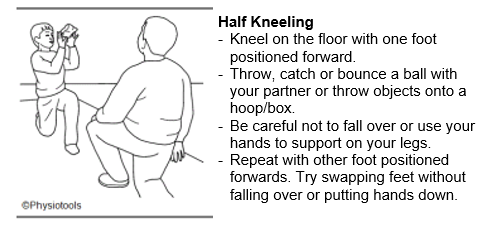 Half Kneeling
- Kneel on the floor with one foot
positioned forward.
- Throw, catch or bounce a ball with
your partner or throw objects onto a
hoop/box.
- Be careful not to fall over or use your
hands to support on your legs.
- Repeat with other foot positioned
forwards. Try swapping feet without
falling over or putting hands down.
©Physiotools